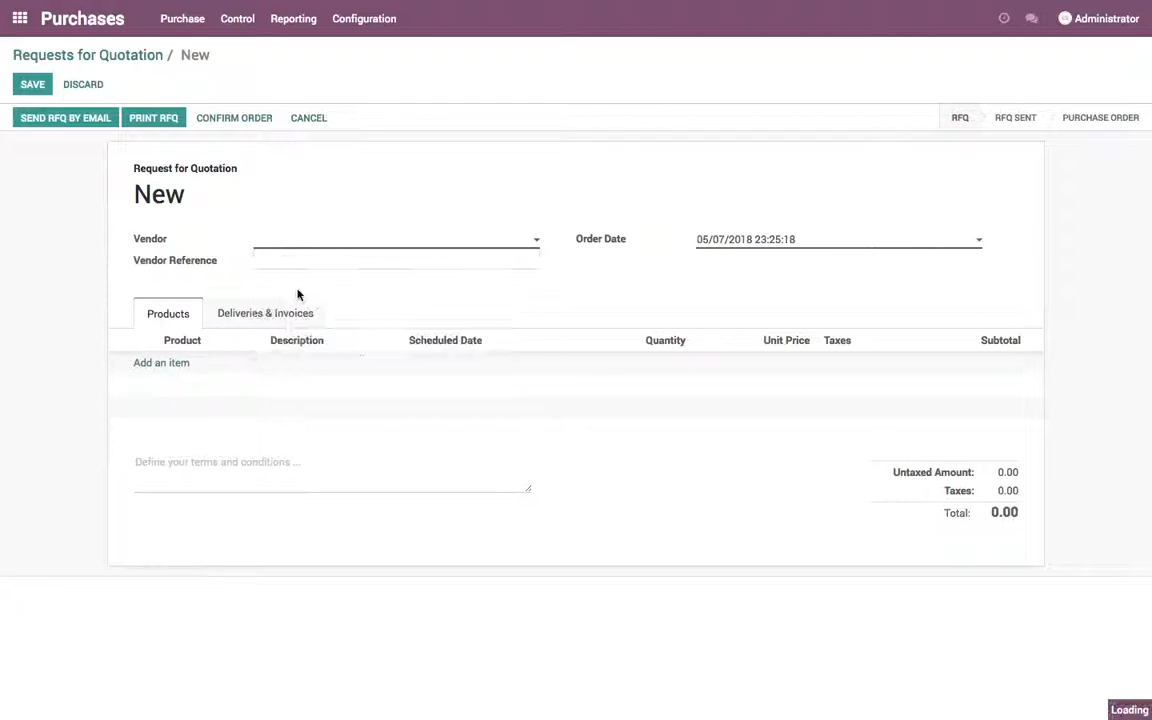 Purchases Purchase Control Reporting Configuration Administrator
Requests for Quotation / New
SAVE DISCARD
SEND RFQ BY EMAIL PRINT RFQ CONFIRM ORDER CANCEL RFQ RFQ SENT PURCHASE ORDER
Request for Quotation
New
Vendor Order Date 05/07/2018 23:25:18
Vendor Reference
Products Deliveries & Invoices
Product Description Scheduled Date Quantity Unit Price Taxes Subtotal
Add an item
Define your terms and conditions ...
Untaxed Amount: 0.00
Taxes: 0.00
Total: 0.00
Loading